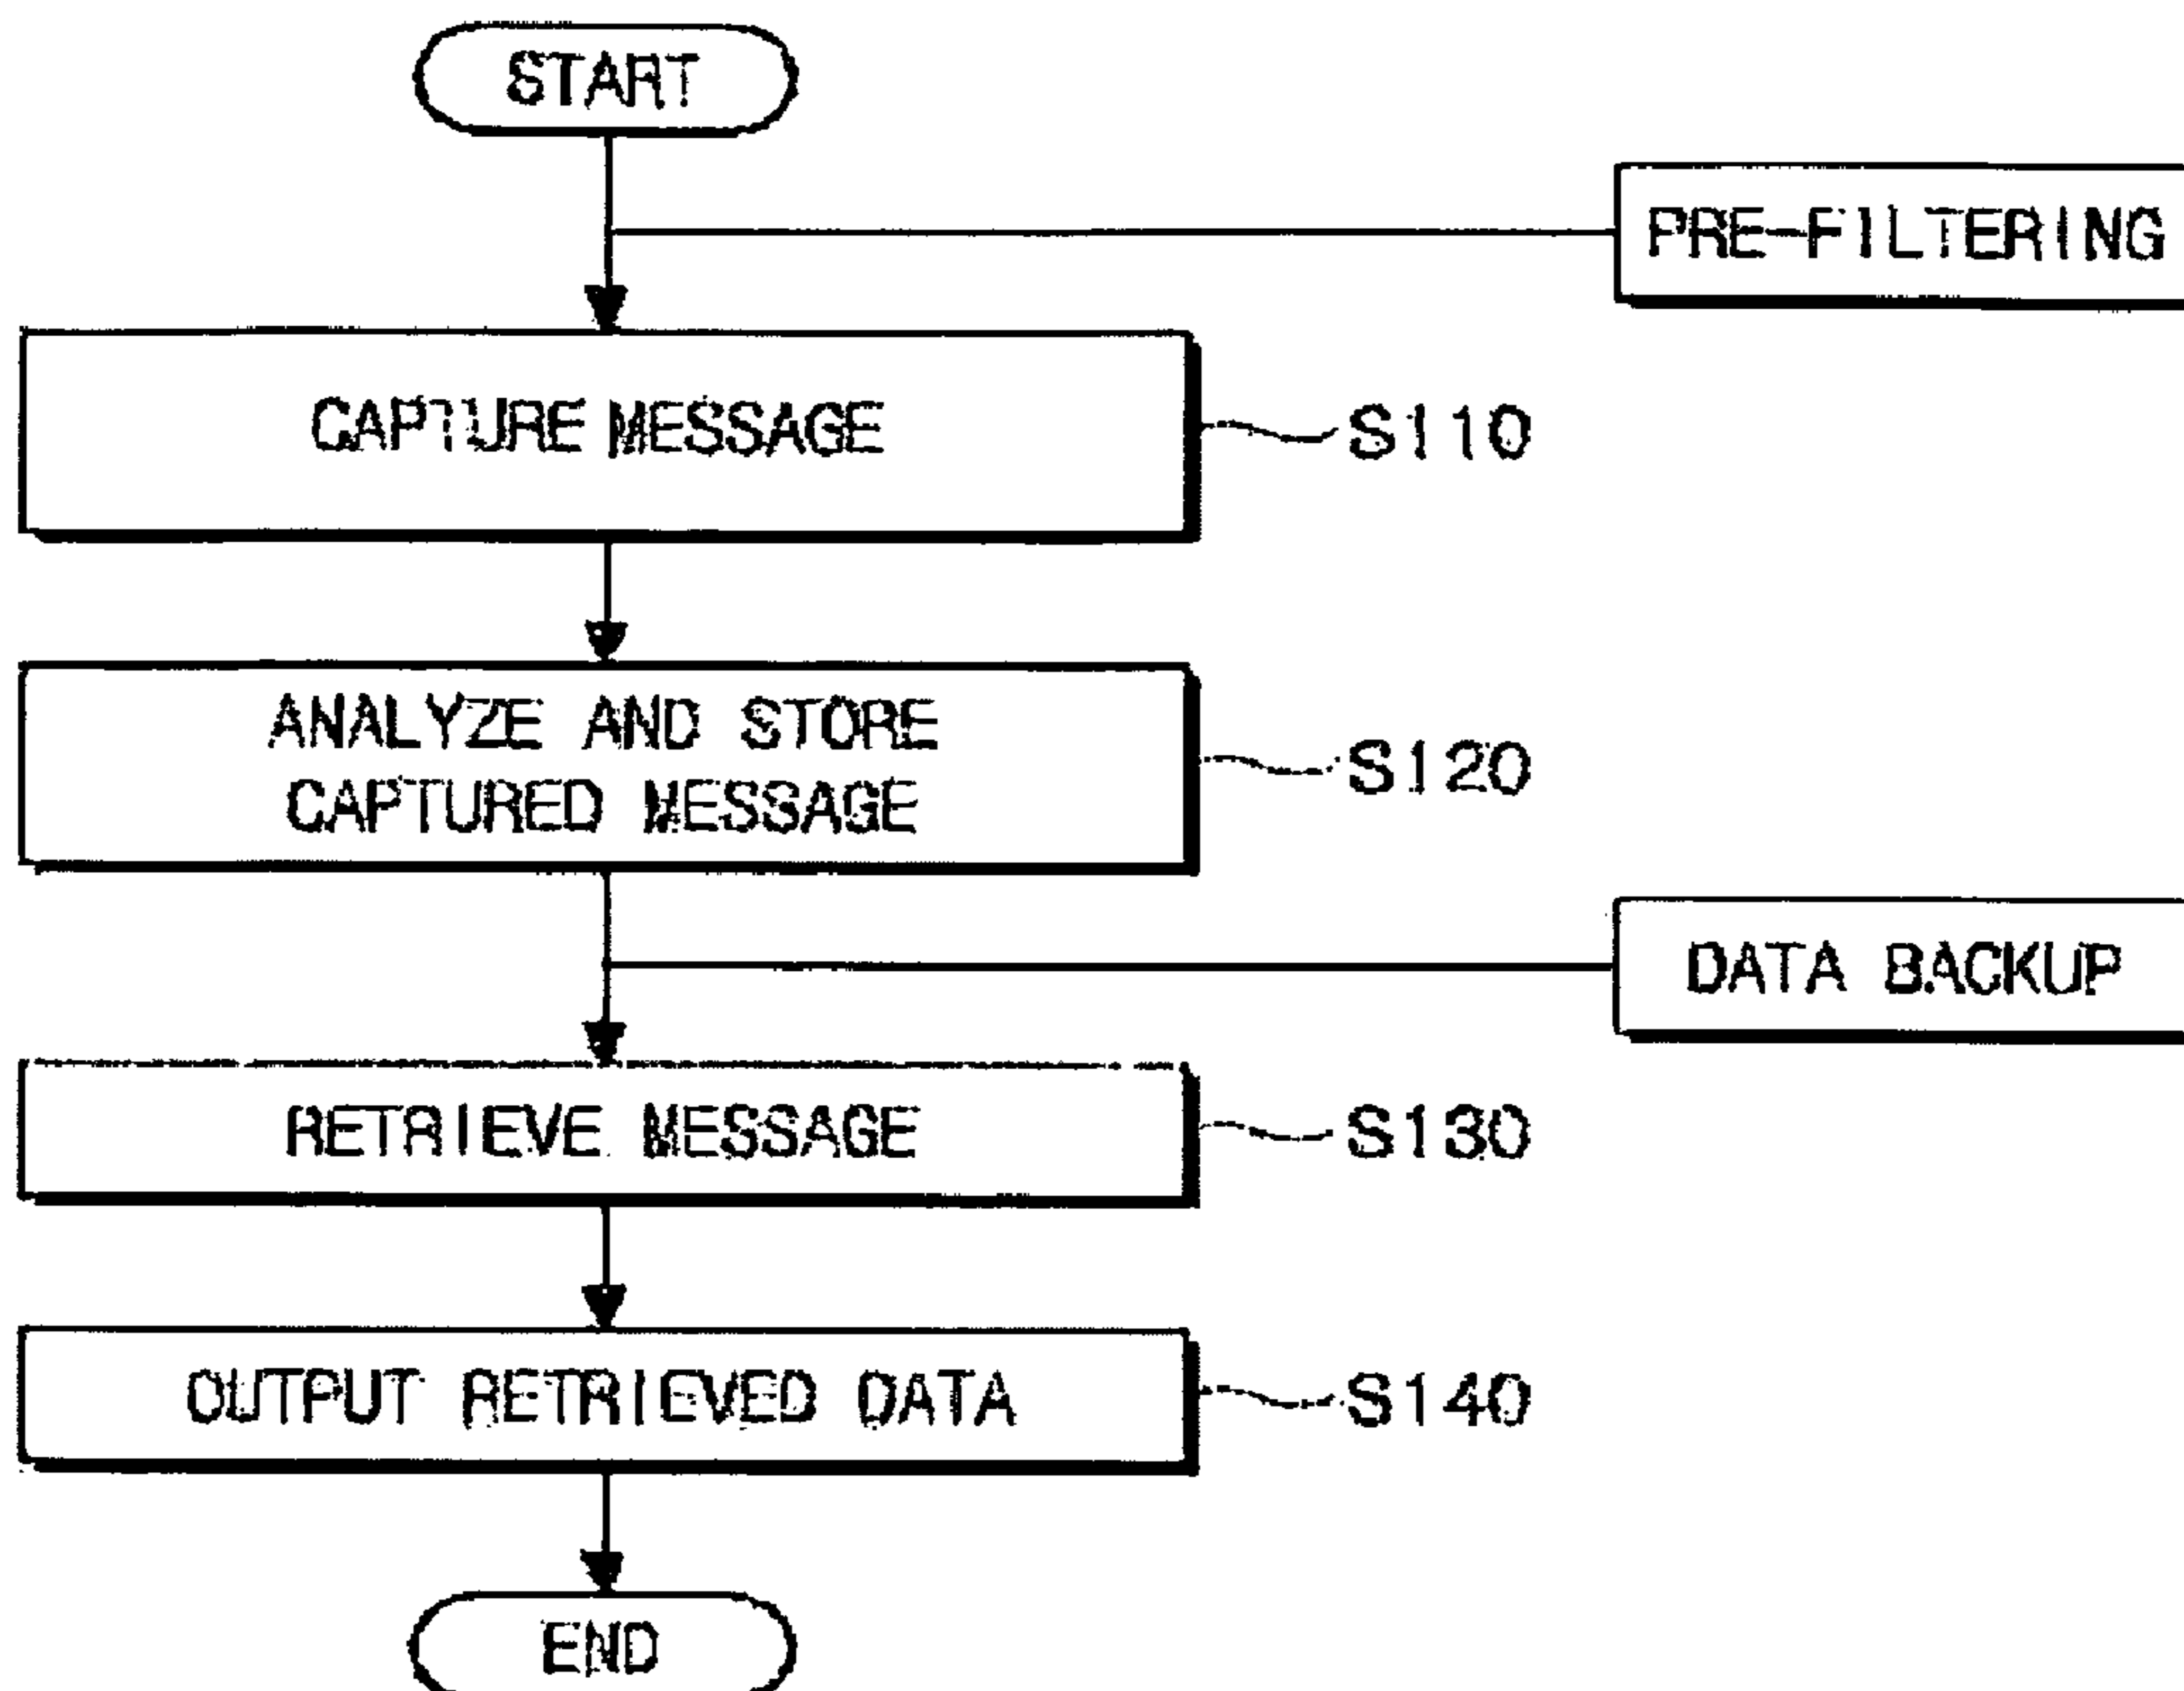 START
PRE-FILTERING
CAPTURE MESSAGE
S110
ANALYZE AND STORE
CAPTURED MESSAGE
S120
DATA BACKUP
RETRIEVE MESSAGE
S130
OUTPUT RETRIEVED DATA
S140
END